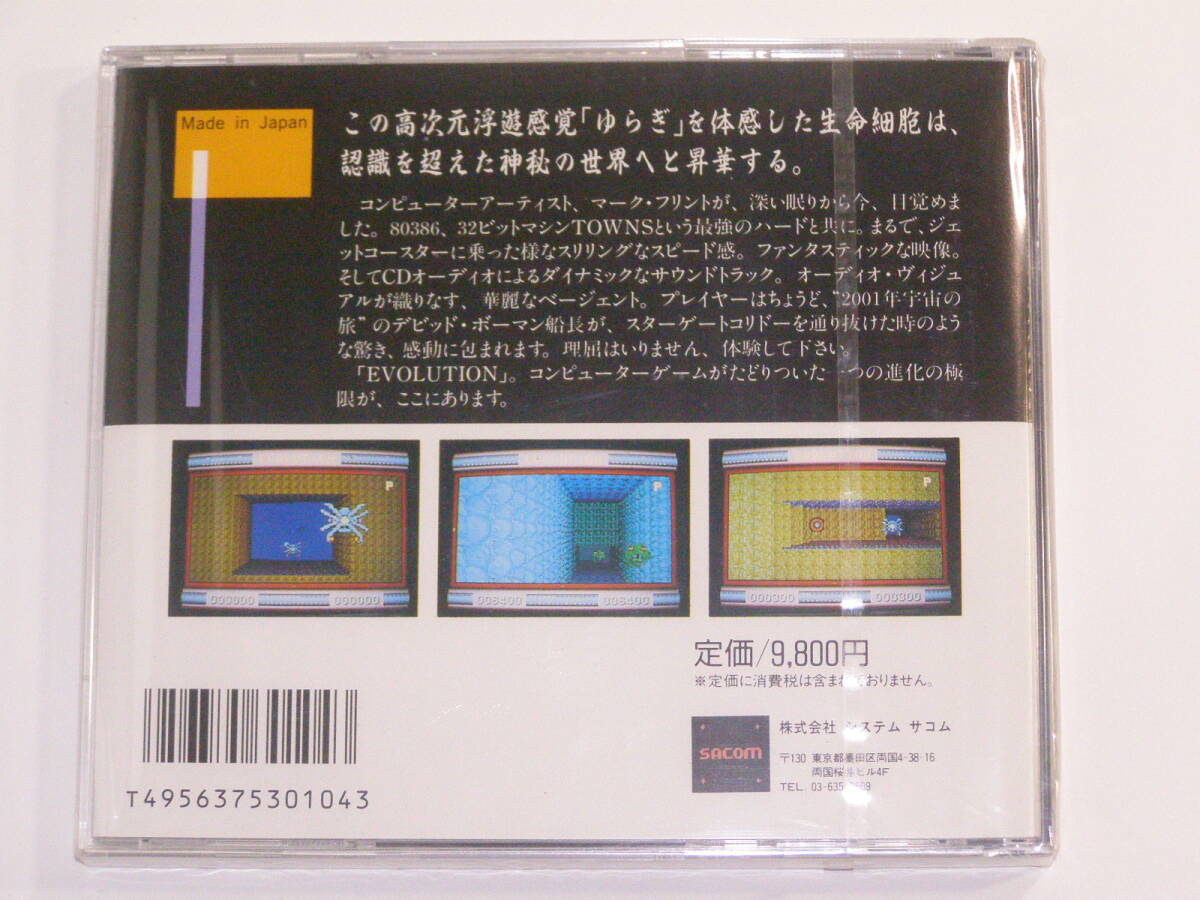 Made in Japan
この高次元浮遊感覚「ゆらぎ」を体感した生命細胞は、
認識を超えた神秘の世界へと昇華する。
コンピューターアーティスト、マーク・フリントが、深い眠りから今、目覚めま
した。80386、32ビットマシンTOWNSという最強のハードと共に。まるで、ジェ
ットコースターに乗った様なスリリングなスピード感。ファンタスティックな映像。
そしてCDオーディオによるダイナミックなサウンドトラック。オーディオ・ヴィジュ
アルが織りなす、華麗なページェント。プレイヤーはちょうど、“2001年宇宙の
旅”のデビッド・ボーマン船長が、スターゲートコリドーを通り抜けた時のよう
な驚き、感動に包まれます。理屈はいりません、体験して下さい。
「EVOLUTION」。コンピューターゲームがたどりついた一つの進化の極
限が、ここにあります。
P
000000 000000
008400 008400
P
000300 000300
定価/9,800円
※定価に消費税は含まれておりません。
SACOM
株式会社 システム サコム
〒130 東京都墨田区両国4-38-16
両国桜井ビル4F
TEL. 03-635-
T4956375301043